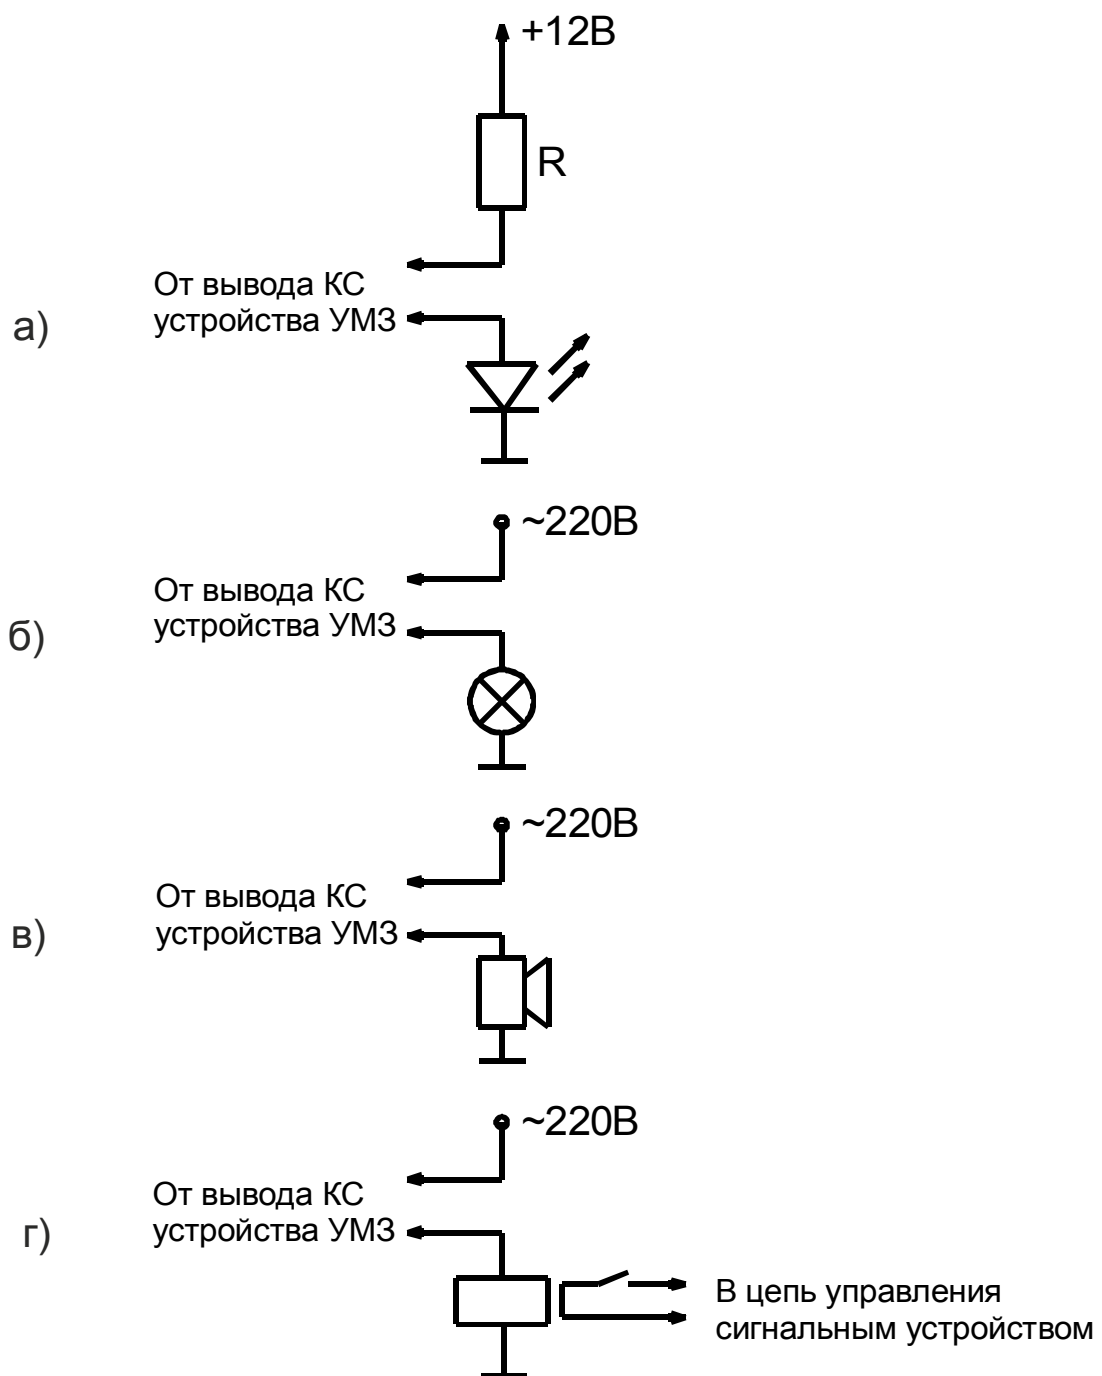 +12В
R
От вывода КС
устройства УМЗ
а)
~220В
От вывода КС
устройства УМЗ
б)
~220В
От вывода КС
устройства УМЗ
в)
~220В
От вывода КС
устройства УМЗ
г)
В цепь управления
сигнальным устройством